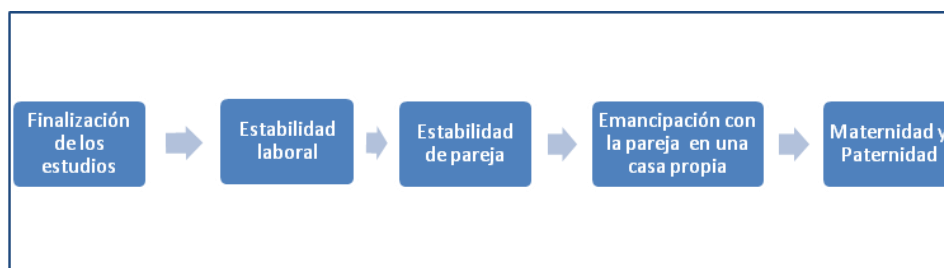 Finalización
de los
estudios
Estabilidad
laboral
Estabilidad
de pareja
Emancipación con
la pareja en una
casa propia
Maternidad y
Paternidad